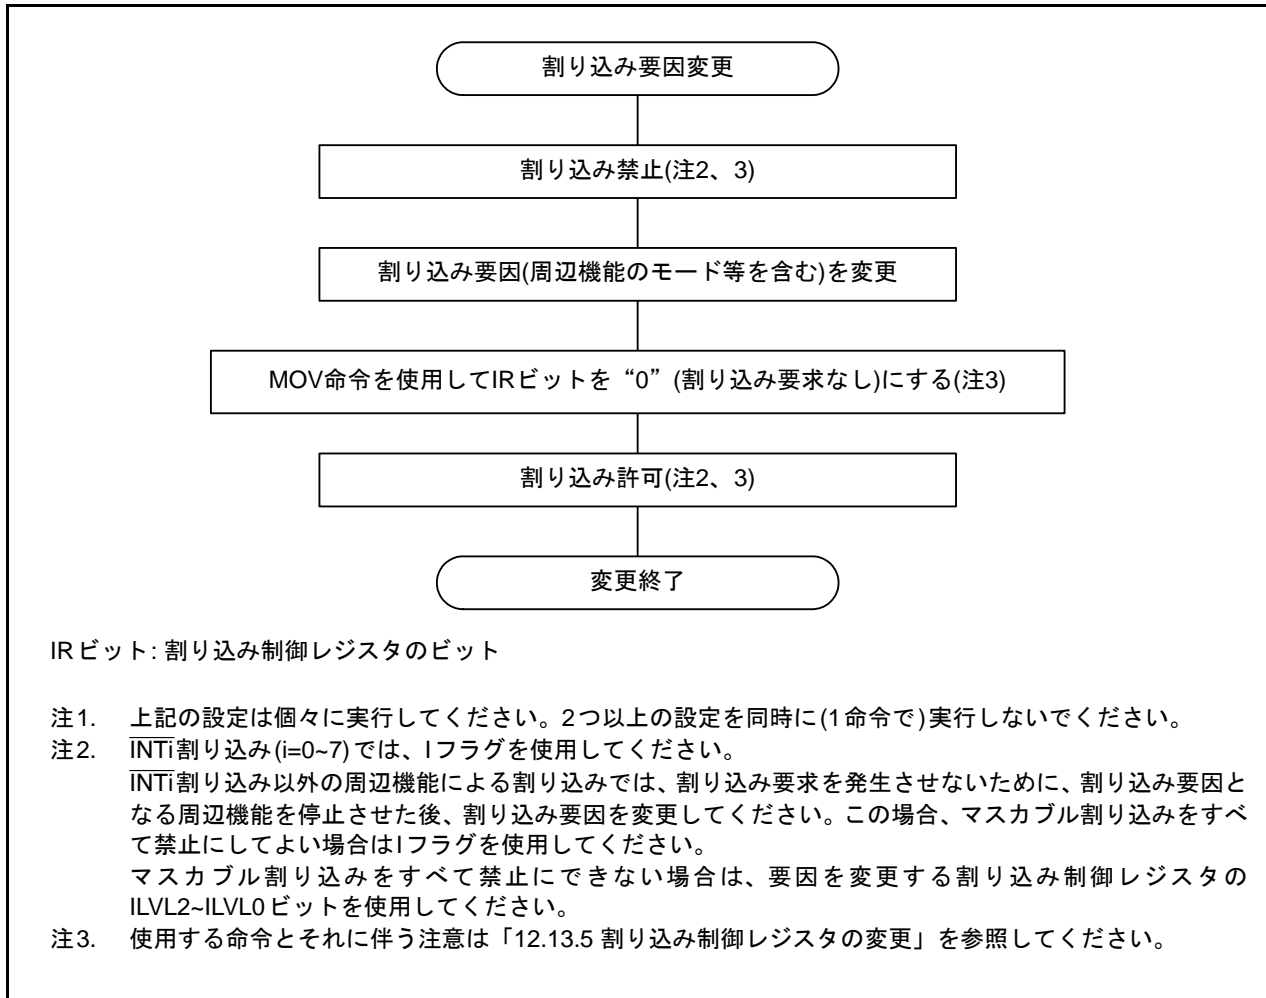 割り込み要因変更
割り込み禁止(注2、3)
割り込み要因(周辺機能のモード等を含む)を変更
MOV命令を使用してIRビットを“0”(割り込み要求なし)にする(注3)
割り込み許可(注2、3)
変更終了
IRビット: 割り込み制御レジスタのビット
注1. 上記の設定は個々に実行してください。2つ以上の設定を同時に(1命令で)実行しないでください。
注2. INTi割り込み(i=0~7)では、Iフラグを使用してください。
INTi割り込み以外の周辺機能による割り込みでは、割り込み要求を発生させないために、割り込み要因と
なる周辺機能を停止させた後、割り込み要因を変更してください。この場合、マスカブル割り込みをすべ
て禁止にしてよい場合はIフラグを使用してください。
マスカブル割り込みをすべて禁止にできない場合は、要因を変更する割り込み制御レジスタの
ILVL2~ILVL0ビットを使用してください。
注3. 使用する命令とそれに伴う注意は「12.13.5 割り込み制御レジスタの変更」を参照してください。